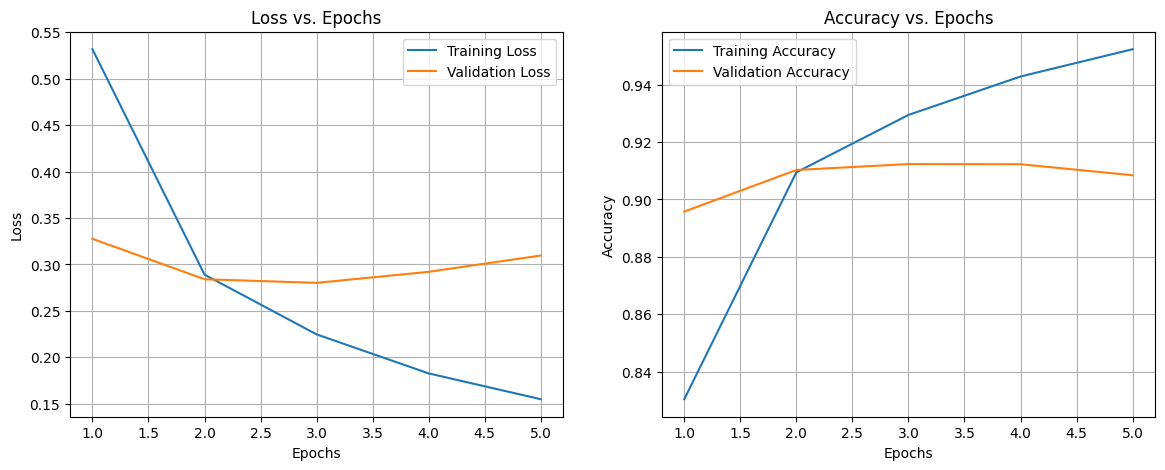 Loss vs. Epochs
Training Loss
Validation Loss
0.55
0.50
0.45
0.40
0.35
0.30
0.25
0.20
0.15
Loss
1.0 1.5 2.0 2.5 3.0 3.5 4.0 4.5 5.0
Epochs
Accuracy vs. Epochs
Training Accuracy
Validation Accuracy
0.94
0.92
0.90
0.88
0.86
0.84
Accuracy
1.0 1.5 2.0 2.5 3.0 3.5 4.0 4.5 5.0
Epochs